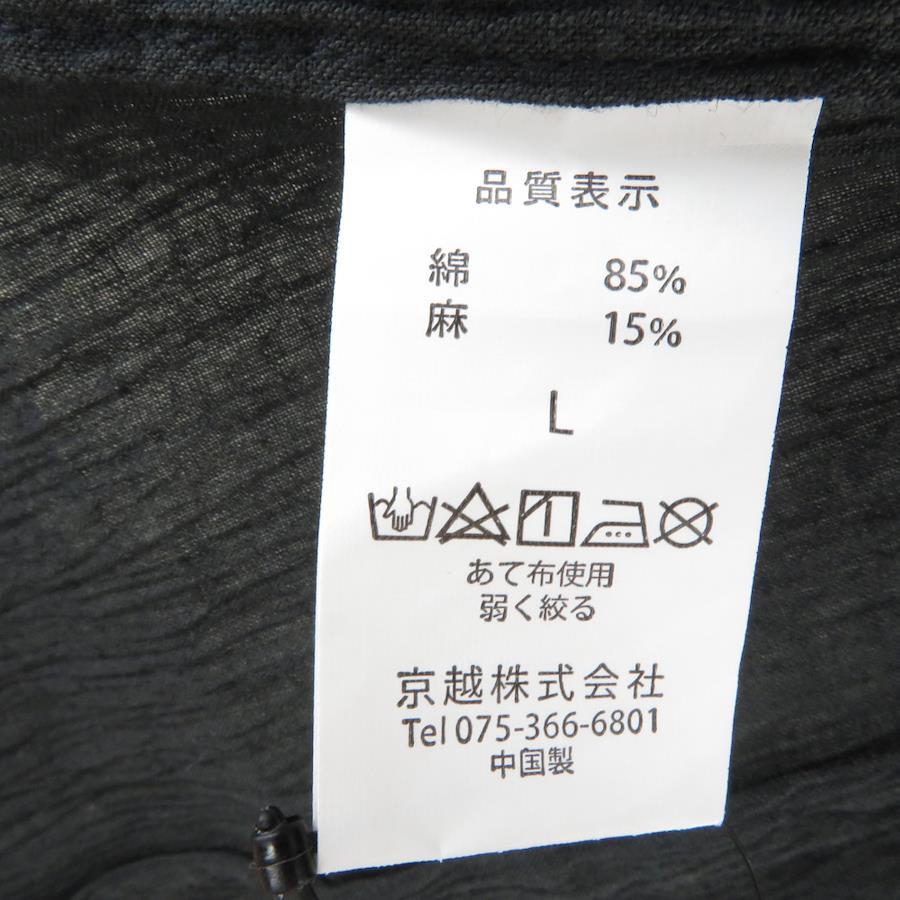 品質表示
綿 85%
麻 15%
L
あて布使用
弱く絞る
京越株式会社
Tel 075-366-6801
中国製